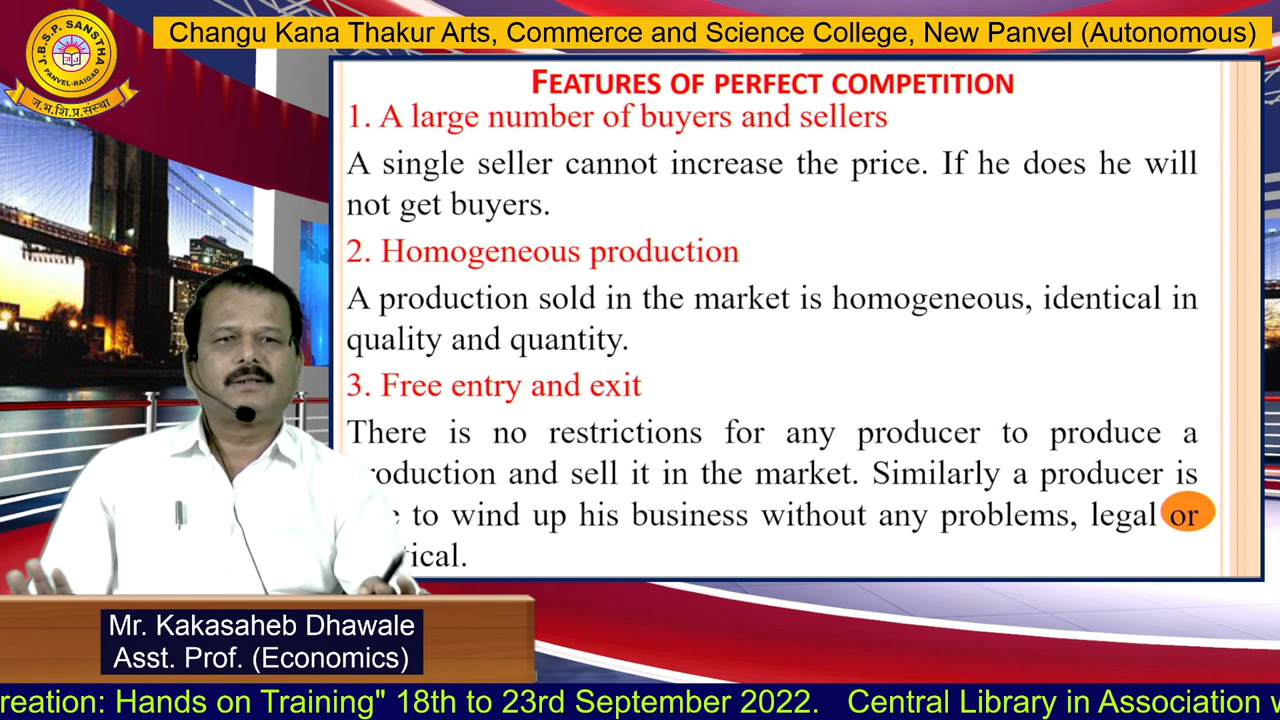 Changu Kana Thakur Arts, Commerce and Science College, New Panvel (Autonomous)
J.B.S.P. SANSTHA
PANVEL-RAIGAD
ज.भ.शि.प्र.संस्था
FEATURES OF PERFECT COMPETITION
1. A large number of buyers and sellers
A single seller cannot increase the price. If he does he will
not get buyers.
2. Homogeneous production
A production sold in the market is homogeneous, identical in
quality and quantity.
3. Free entry and exit
There is no restrictions for any producer to produce a
and sell it in the market. Similarly a producer is
to wind up his business without any problems, legal or
Mr. Kakasaheb Dhawale
Asst. Prof. (Economics)
reation: Hands on Training" 18th to 23rd September 2022. Central Library in Association